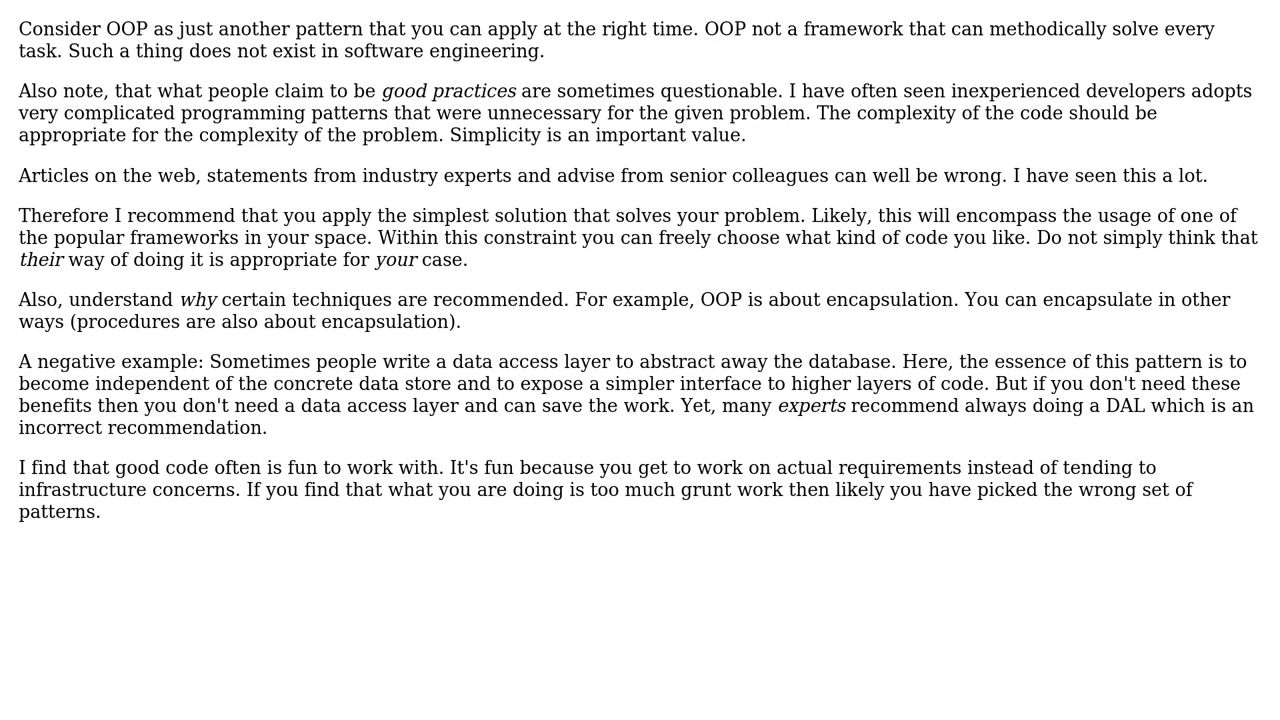 Consider OOP as just another pattern that you can apply at the right time. OOP not a framework that can methodically solve every
task. Such a thing does not exist in software engineering.
Also note, that what people claim to be good practices are sometimes questionable. I have often seen inexperienced developers adopts
very complicated programming patterns that were unnecessary for the given problem. The complexity of the code should be
appropriate for the complexity of the problem. Simplicity is an important value.
Articles on the web, statements from industry experts and advise from senior colleagues can well be wrong. I have seen this a lot.
Therefore I recommend that you apply the simplest solution that solves your problem. Likely, this will encompass the usage of one of
the popular frameworks in your space. Within this constraint you can freely choose what kind of code you like. Do not simply think that
their way of doing it is appropriate for your case.
Also, understand why certain techniques are recommended. For example, OOP is about encapsulation. You can encapsulate in other
ways (procedures are also about encapsulation).
A negative example: Sometimes people write a data access layer to abstract away the database. Here, the essence of this pattern is to
become independent of the concrete data store and to expose a simpler interface to higher layers of code. But if you don't need these
benefits then you don't need a data access layer and can save the work. Yet, many experts recommend always doing a DAL which is an
incorrect recommendation.
I find that good code often is fun to work with. It's fun because you get to work on actual requirements instead of tending to
infrastructure concerns. If you find that what you are doing is too much grunt work then likely you have picked the wrong set of
patterns.